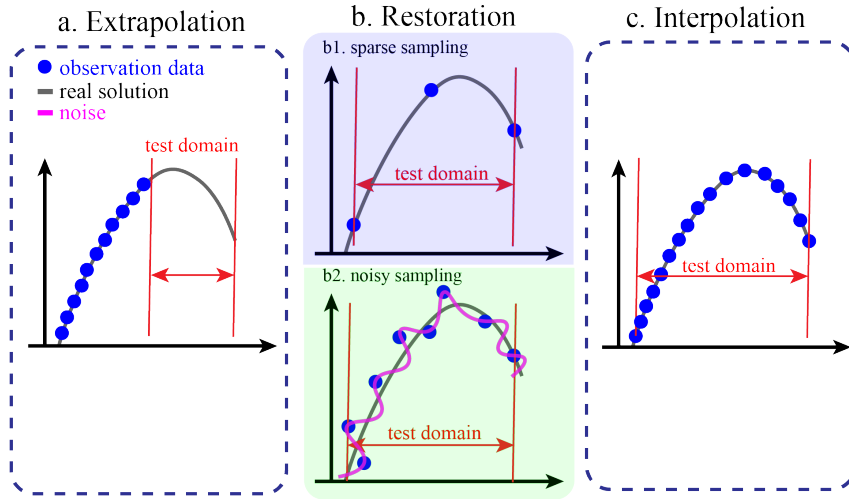 a. Extrapolation
observation data
real solution
noise
test domain
b. Restoration
b1. sparse sampling
test domain
b2. noisy sampling
test domain
c. Interpolation
test domain